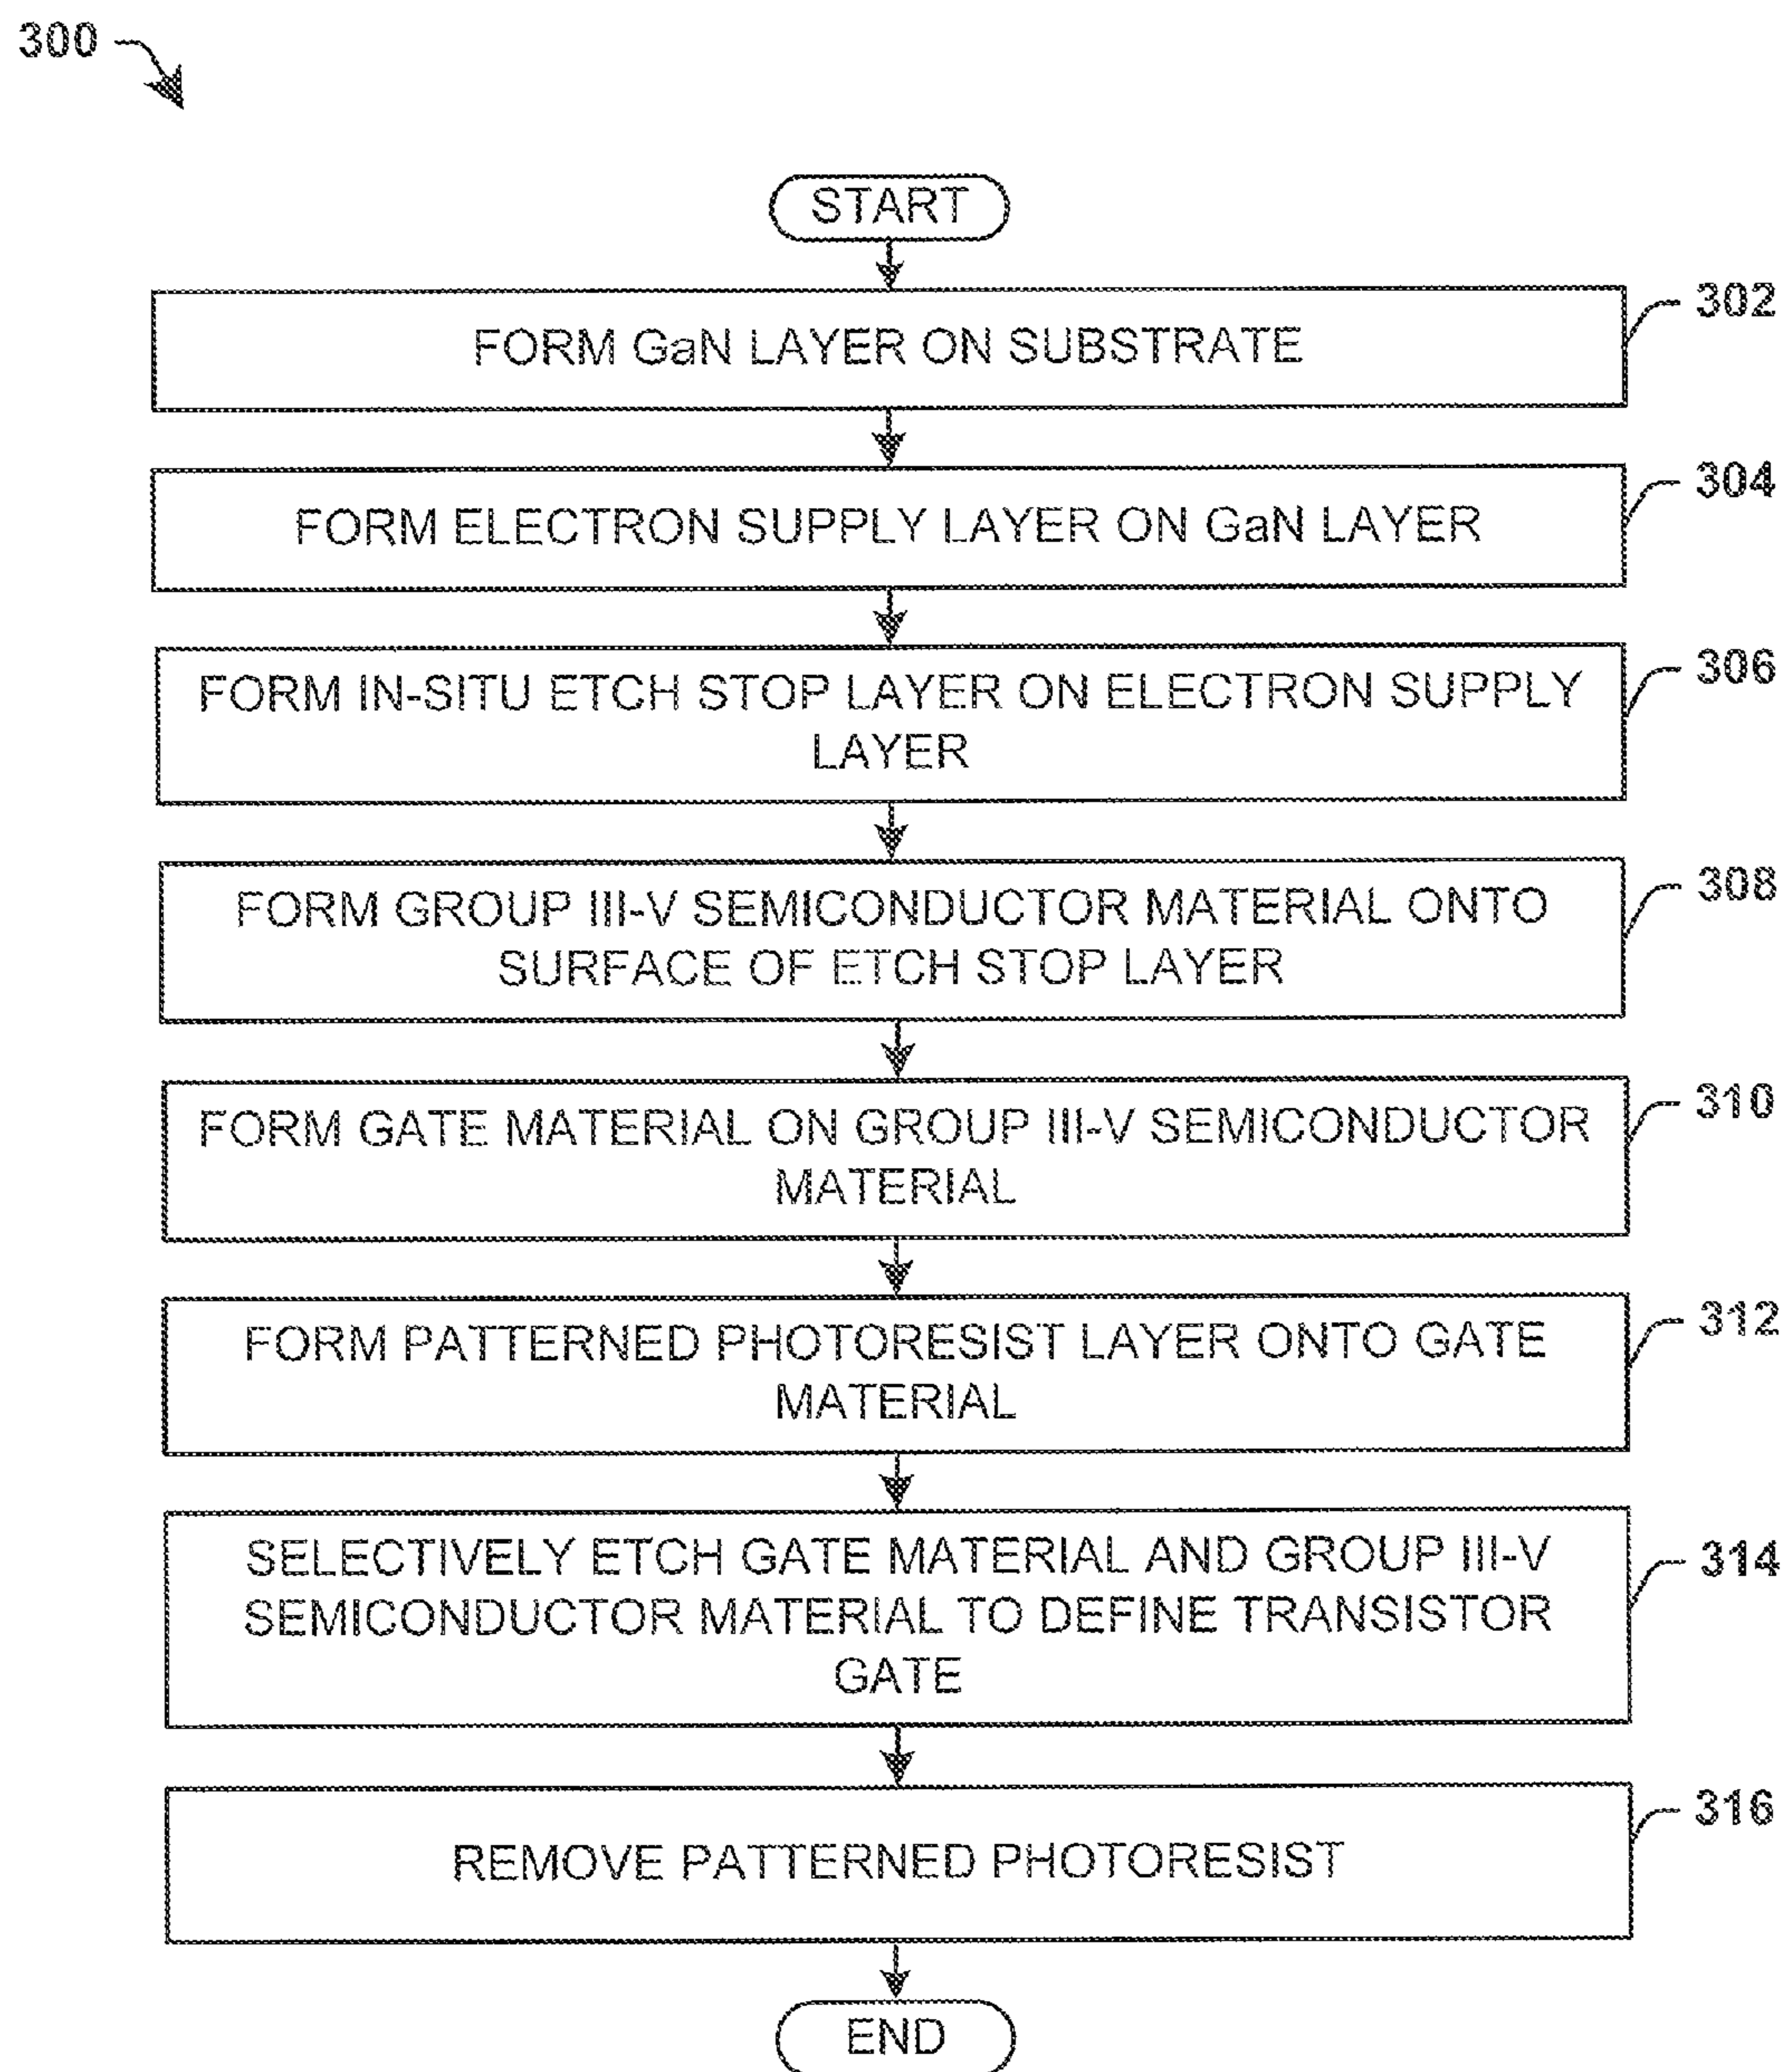 300
START
FORM GaN LAYER ON SUBSTRATE
302
FORM ELECTRON SUPPLY LAYER ON GaN LAYER
304
FORM IN-SITU ETCH STOP LAYER ON ELECTRON SUPPLY
LAYER
306
FORM GROUP III-V SEMICONDUCTOR MATERIAL ONTO
SURFACE OF ETCH STOP LAYER
308
FORM GATE MATERIAL ON GROUP III-V SEMICONDUCTOR
MATERIAL
310
FORM PATTERNED PHOTORESIST LAYER ONTO GATE
MATERIAL
312
SELECTIVELY ETCH GATE MATERIAL AND GROUP III-V
SEMICONDUCTOR MATERIAL TO DEFINE TRANSISTOR
GATE
314
REMOVE PATTERNED PHOTORESIST
316
END